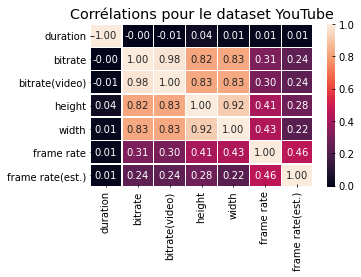 Corrélations pour le dataset YouTube
duration 1.00 -0.00 -0.01 0.04 0.01 0.01 0.01
bitrate -0.00 1.00 0.98 0.82 0.83 0.31 0.24
bitrate(video) -0.01 0.98 1.00 0.83 0.83 0.30 0.24
height 0.04 0.82 0.83 1.00 0.92 0.41 0.28
width 0.01 0.83 0.83 0.92 1.00 0.43 0.22
frame rate 0.01 0.31 0.30 0.41 0.43 1.00 0.46
frame rate(est.) 0.01 0.24 0.24 0.28 0.22 0.46 1.00
duration
bitrate
bitrate(video)
height
width
frame rate
frame rate(est.)
1.0
0.8
0.6
0.4
0.2
0.0